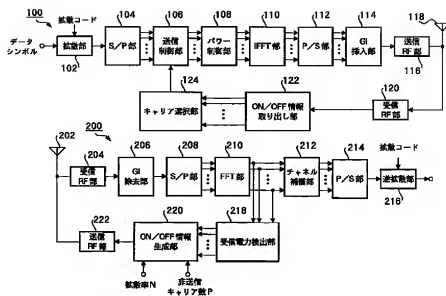 100
拡散コード
データ
シンボル
拡散部
102
104
S/P部
106
送信
制御部
108
パワー
制御部
110
IFFT部
112
P/S部
114
GI
挿入部
送信
RF部
116
118
124
キャリア選択部
122
ON/OFF情報
取り出し部
120
受信
RF部
200
202
204
受信
RF部
206
GI
除去部
208
S/P部
210
FFT部
212
チャネル
補償部
214
P/S部
拡散コード
逆拡散部
216
222
送信
RF部
220
ON/OFF情報
生成部
218
受信電力検出部
拡散率N
非送信
キャリア数P